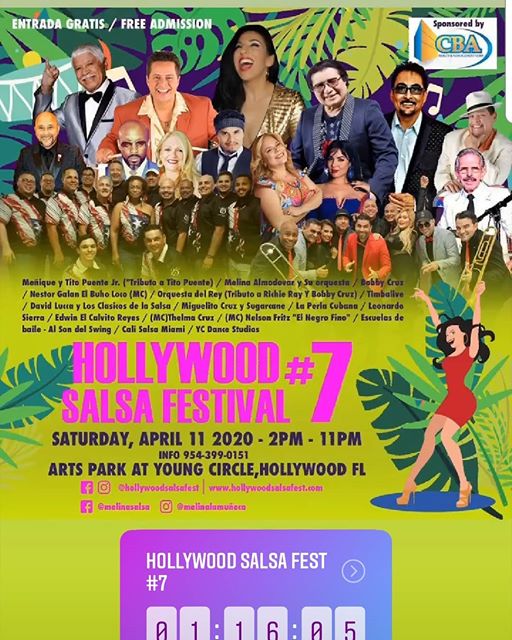 ENTRADA GRATIS / FREE ADMISSION
Sponsored by
CBA
Meñique y Tito Puente Jr. ("Tributo a Tito Puente) / Melina Almodovar y Su orquesta / Bobby Cruz
/ Nestor Galan El Buho Loco (MC) / Orquesta del Rey (Tributo a Richie Ray Y Bobby Cruz) / Timbalive
/ David Lucca y Los Clasicos de la Salsa / Miguelito Cruz y Sugarcane / La Perla Cubana / Leonardo
Sierra / Edwin El Calvito Reyes / (MC)Thelma Cruz / (MC) Nelson Fritz "El Negro Fino" / Escuelas de
baile - Al Son del Swing / Cali Salsa Miami / YC Dance Studios
HOLLYWOOD #7
SALSA FESTIVAL
SATURDAY, APRIL 11 2020 - 2PM - 11PM
INFO 954-399-0151
ARTS PARK AT YOUNG CIRCLE,HOLLYWOOD FL
@hollywoodsalsafest | www.hollywoodsalsafest.com
@melinasalsa @melinalamuñeca
HOLLYWOOD SALSA FEST
#7
01:16:05